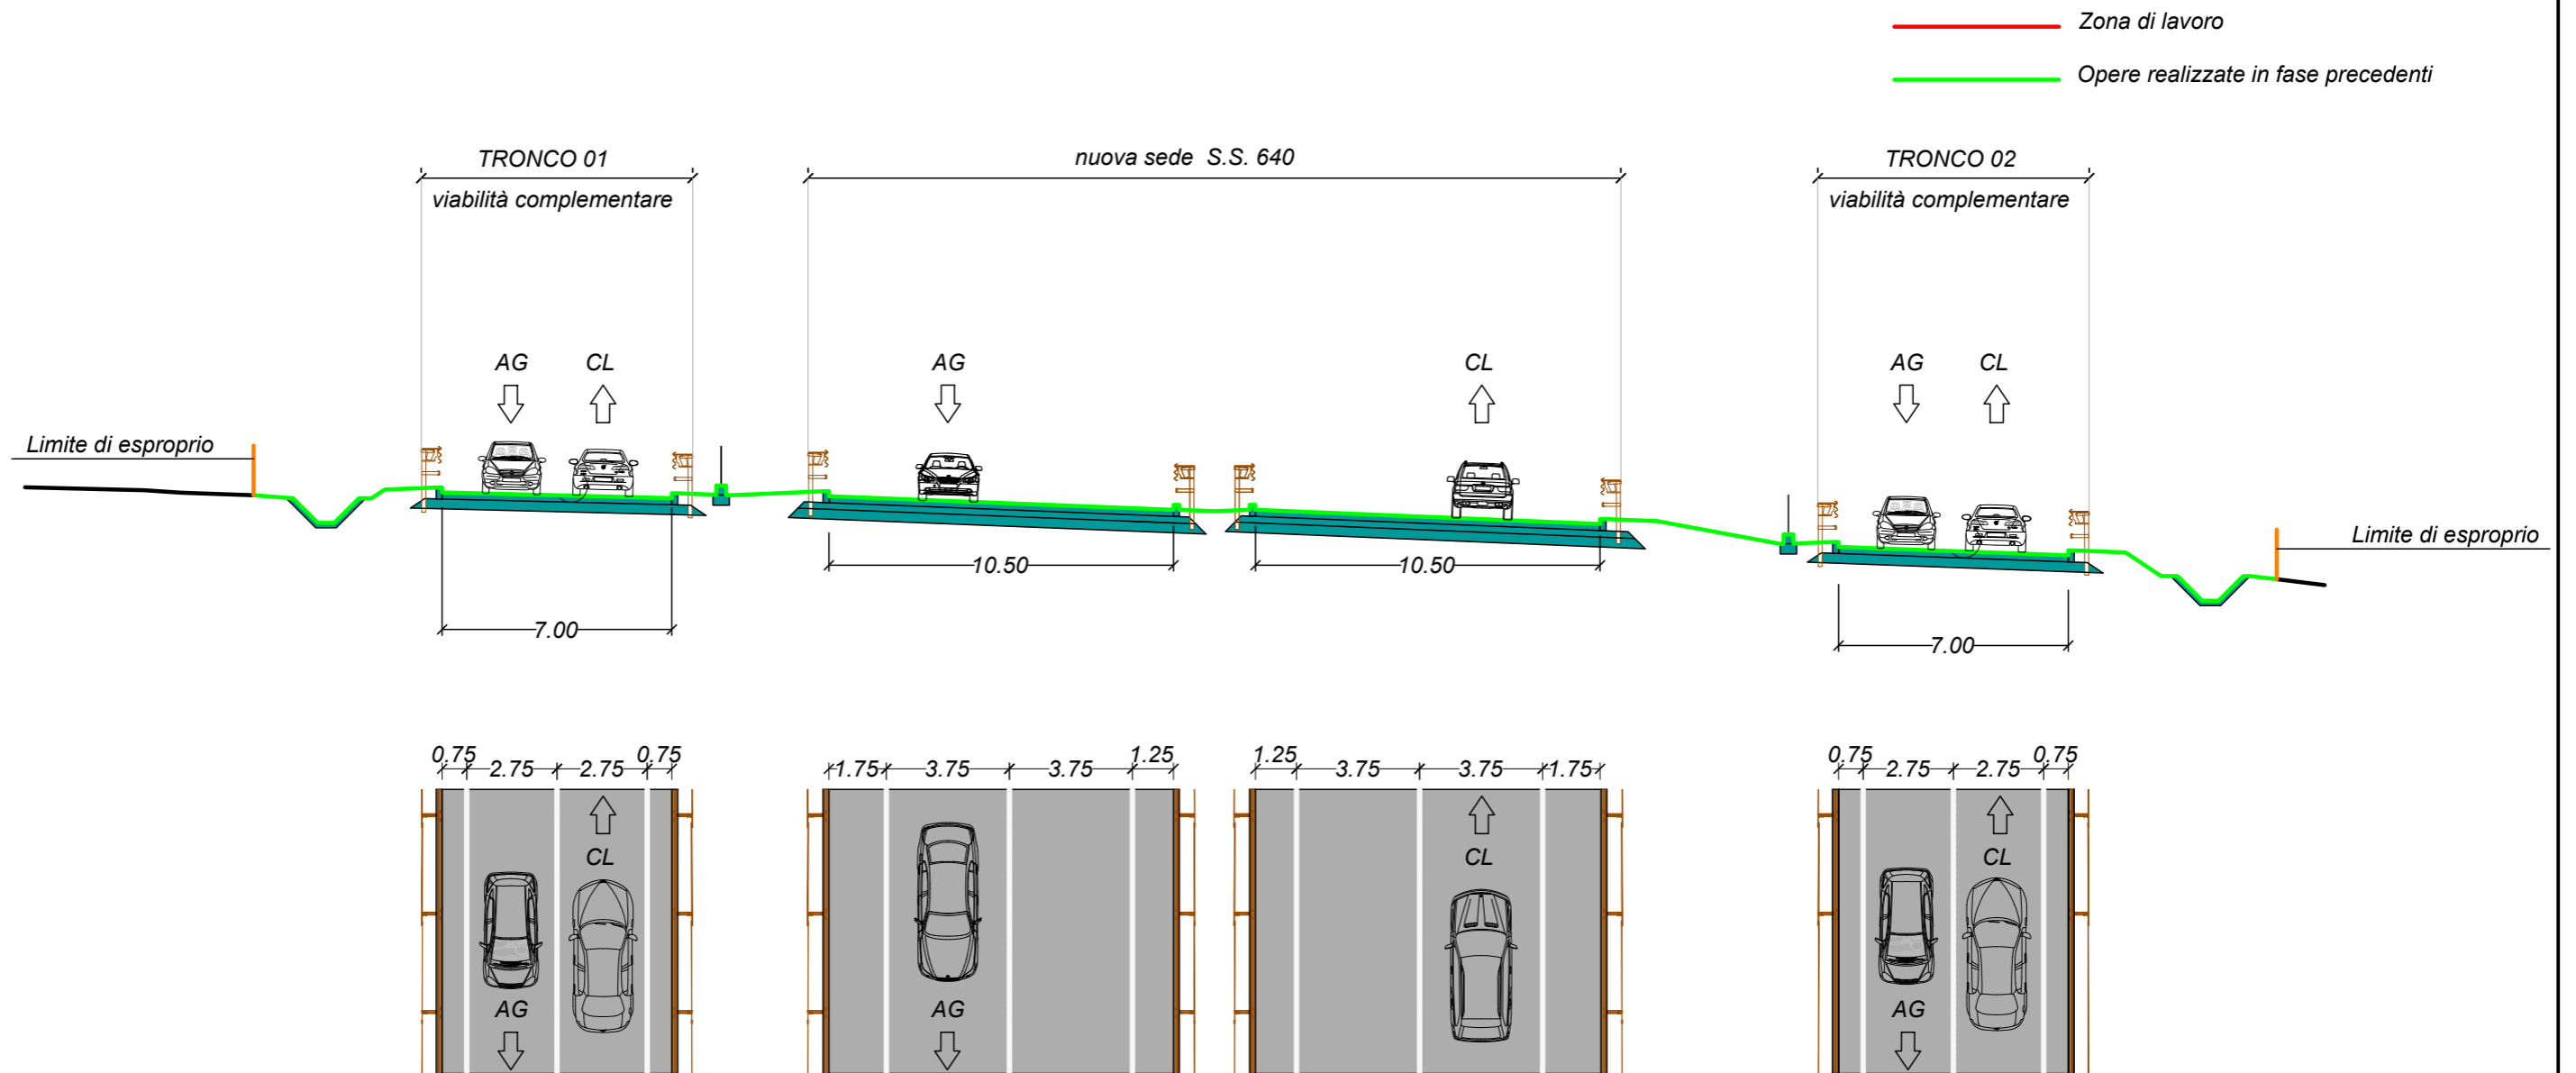 Zona di lavoro
Opere realizzate in fase precedenti
TRONCO 01
nuova sede S.S. 640
TRONCO 02
viabilità complementare
viabilità complementare
AG CL
AG
CL
AG CL
Limite di esproprio
Limite di esproprio
10.50
10.50
7.00
7.00
0.75 2.75 2.75 0.75
1.75 3.75 3.75 1.25
1.25 3.75 3.75 1.75
0.75 2.75 2.75 0.75
CL
CL
CL
AG
AG
AG